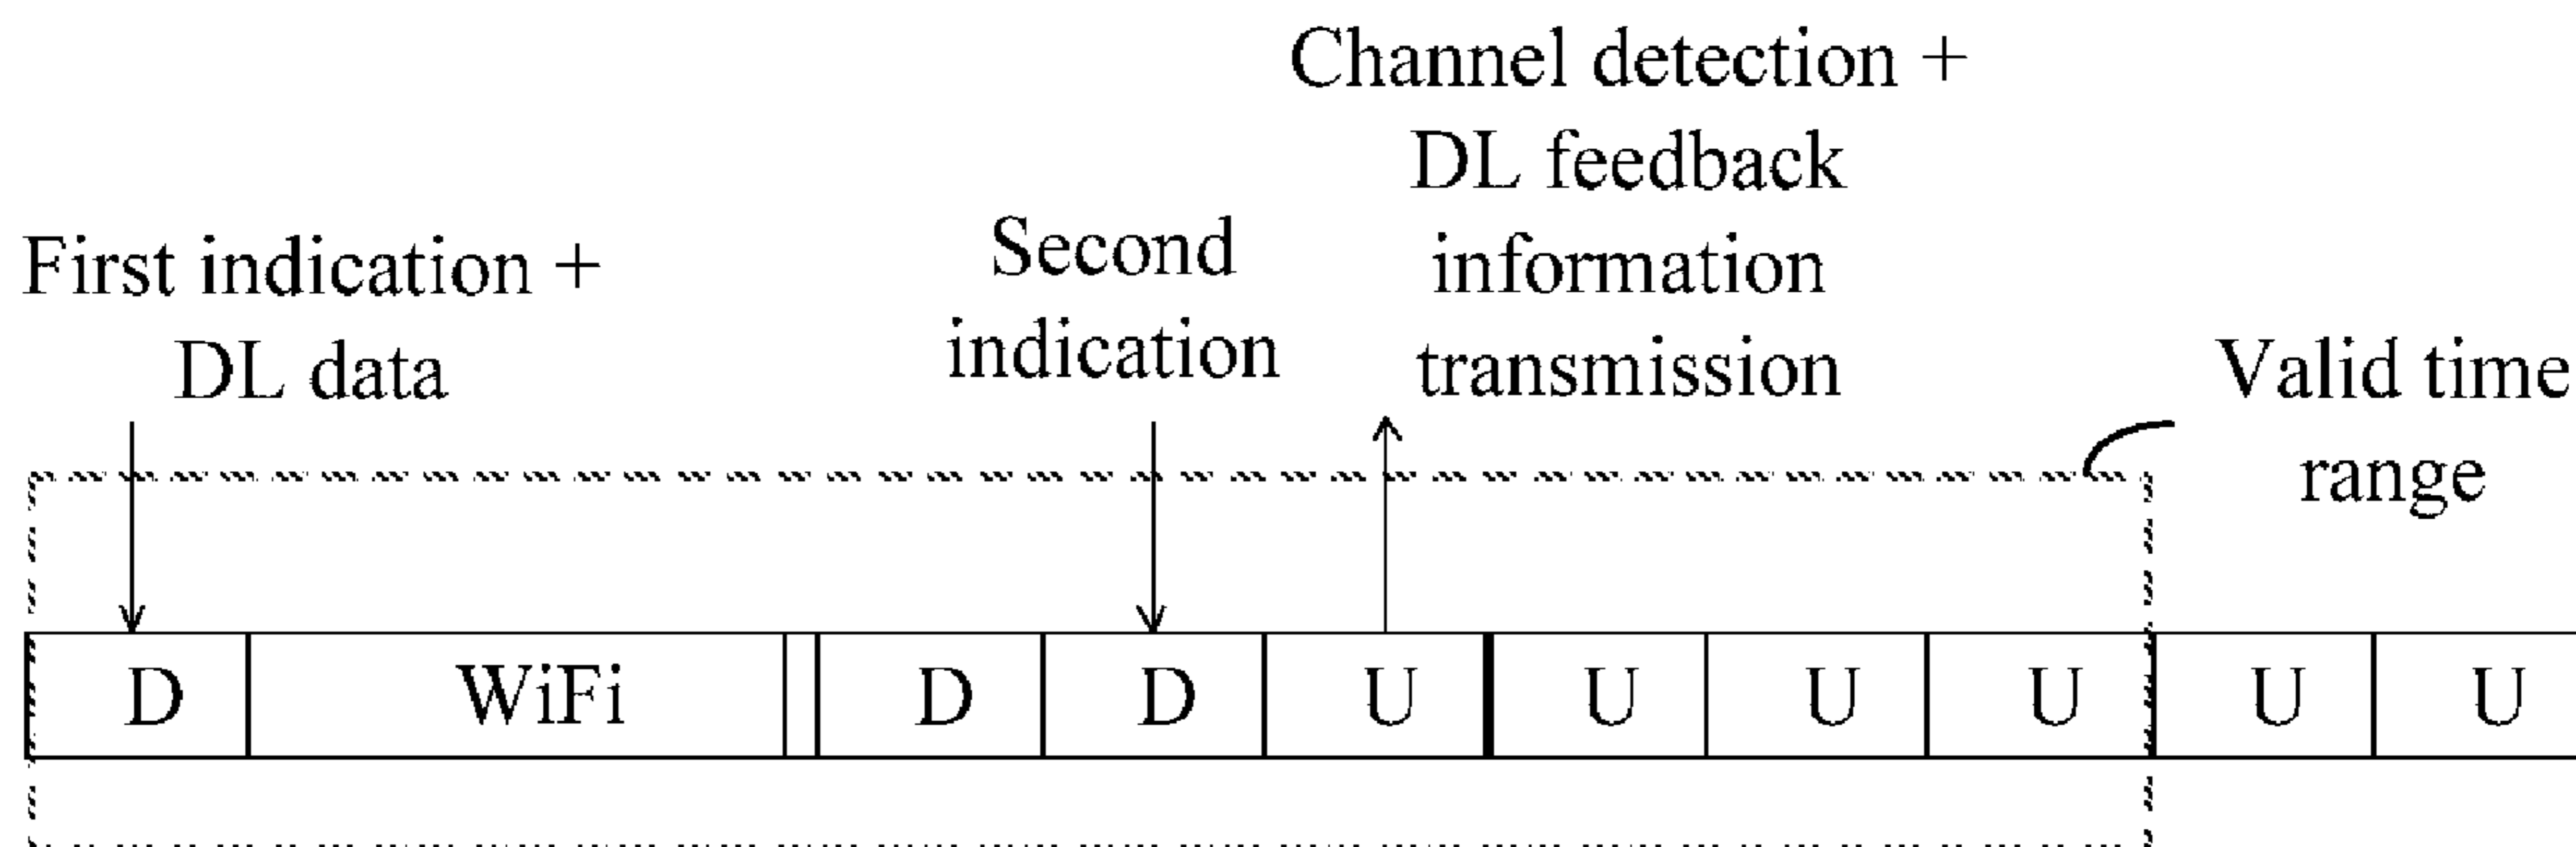 First indication +
DL data
Second
indication
Channel detection +
DL feedback
information
transmission
Valid time
range
D WiFi D D U U U U U U